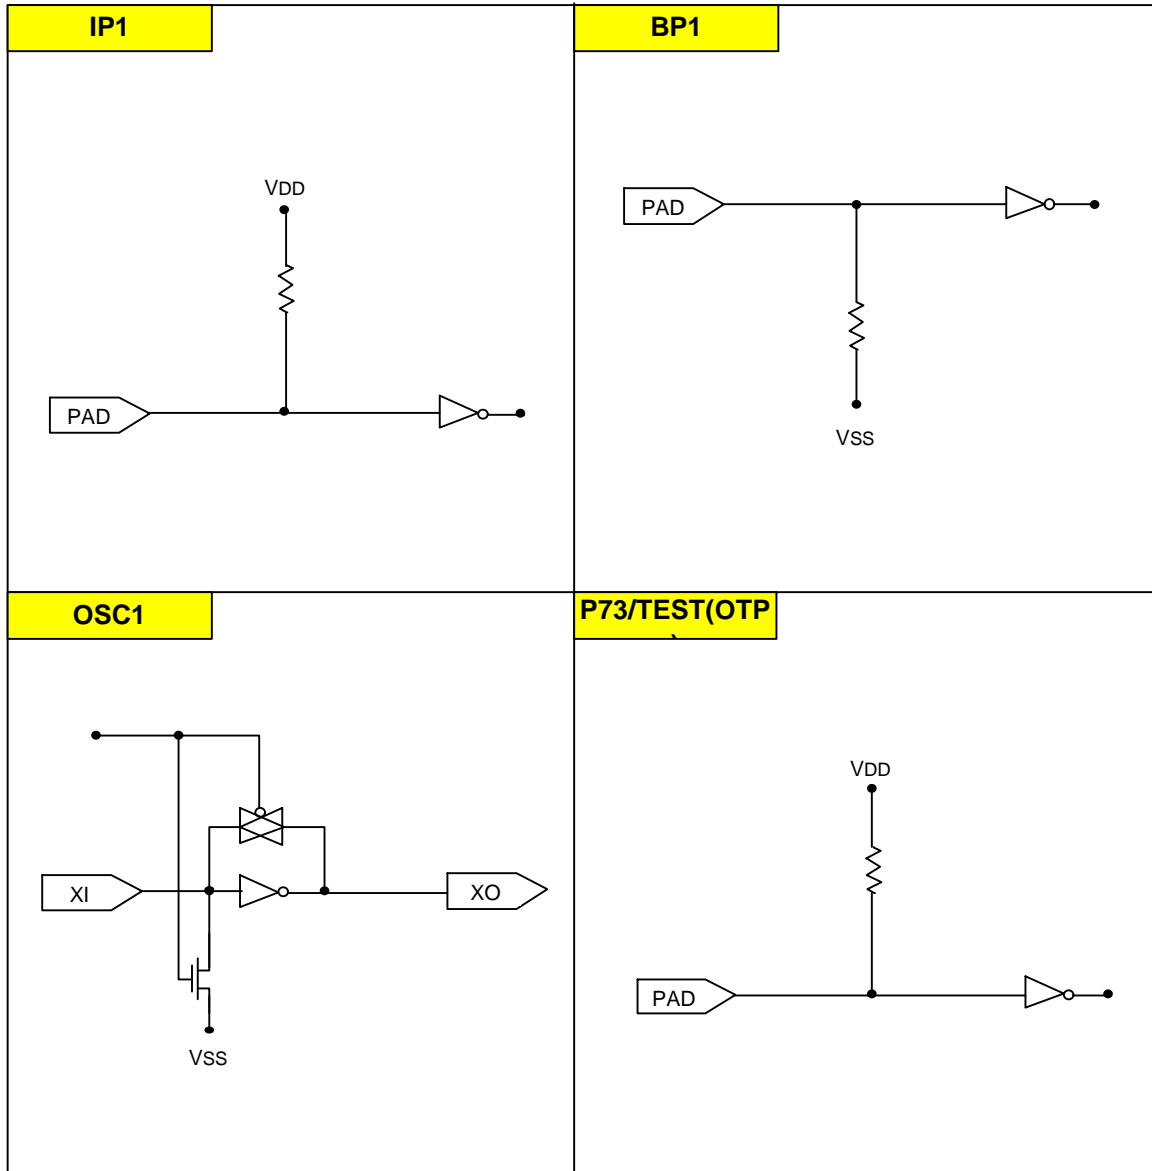 IP1
VDD
PAD
BP1
PAD
VSS
OSC1
XI
XO
VSS
P73/TEST(OTP
)
VDD
PAD